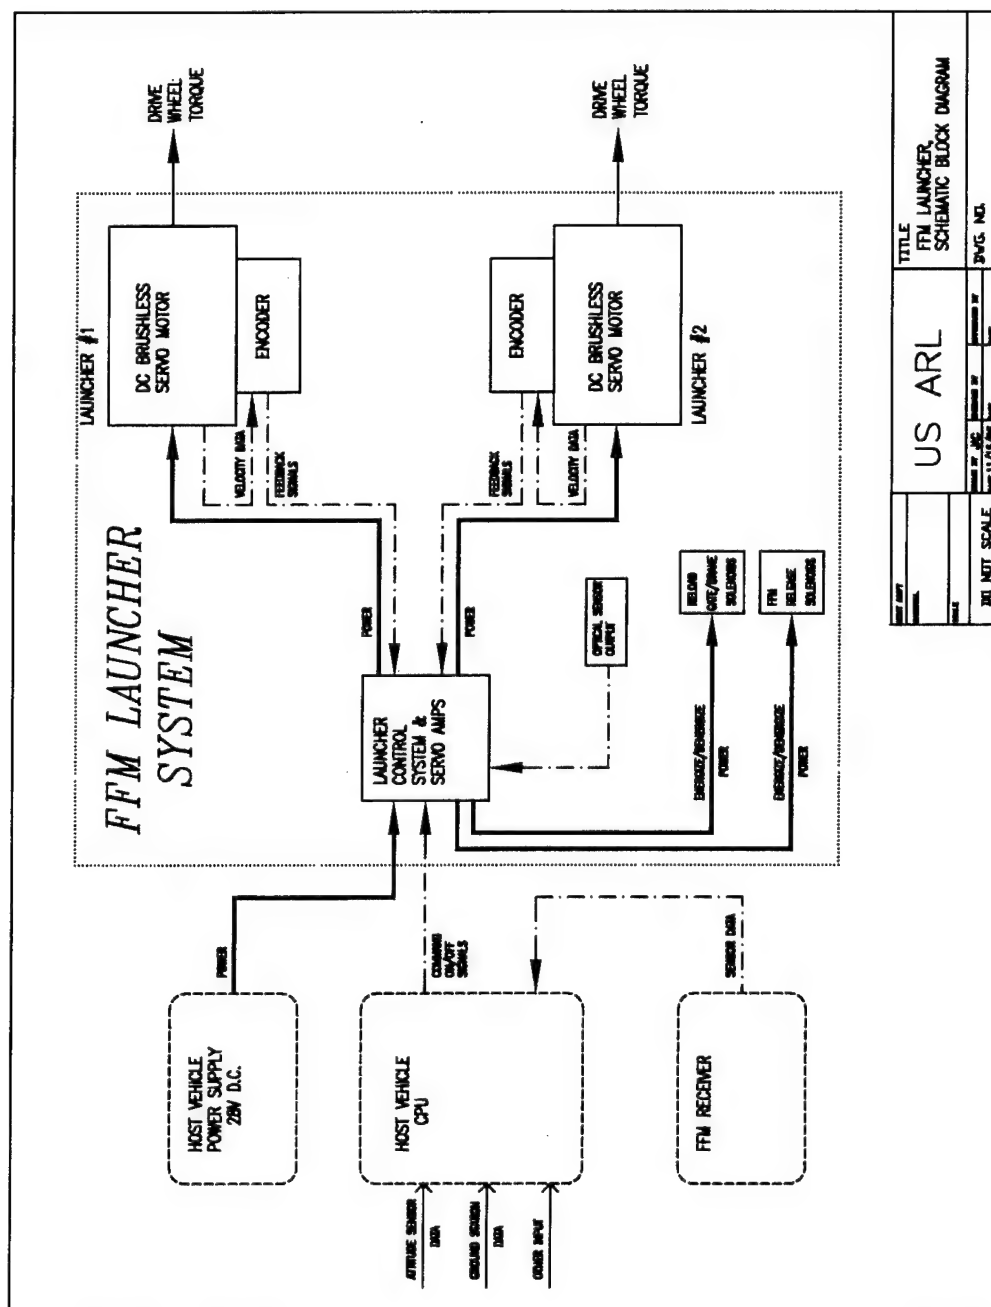 FFM LAUNCHER
SYSTEM
HOST VEHICLE
POWER SUPPLY
28V D.C.
POWER
HOST VEHICLE
CPU
ATTITUDE SENSOR
DATA
GROUND STATION
DATA
OTHER INPUT
COMMAND
ON/OFF
SIGNALS
FFM RECEIVER
SENSOR DATA
LAUNCHER
CONTROL
SYSTEM &
SERVO AMPS
POWER
POWER
LAUNCHER #1
DC BRUSHLESS
SERVO MOTOR
ENCODER
VELOCITY DATA
FEEDBACK
SIGNALS
DRIVE
WHEEL
TORQUE
FEEDBACK
SIGNALS
VELOCITY DATA
ENCODER
DC BRUSHLESS
SERVO MOTOR
LAUNCHER #2
DRIVE
WHEEL
TORQUE
OPTICAL SENSOR
OUTPUT
ENERGIZE/DENERGIZE
POWER
RELOAD
GATE/BRAKE
SOLENOIDS
ENERGIZE/DENERGIZE
POWER
FFM
RELEASE
SOLENOIDS
US ARL
TITLE
FFM LAUNCHER,
SCHEMATIC BLOCK DIAGRAM
DO NOT SCALE
DWG. NO.